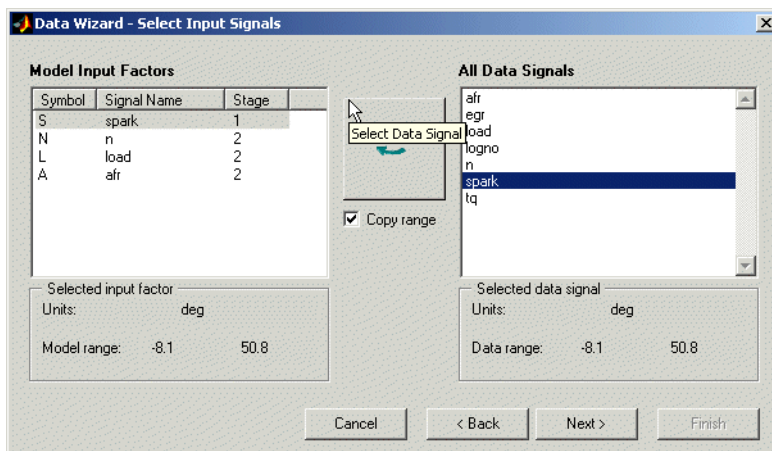 Data Wizard - Select Input Signals
Model Input Factors
Symbol Signal Name Stage
S spark 1
N n 2
L load 2
A afr 2
Select Data Signal
Copy range
All Data Signals
afr
egr
load
logno
n
spark
tq
Selected input factor
Units: deg
Model range: -8.1 50.8
Selected data signal
Units: deg
Data range: -8.1 50.8
Cancel
< Back
Next >
Finish